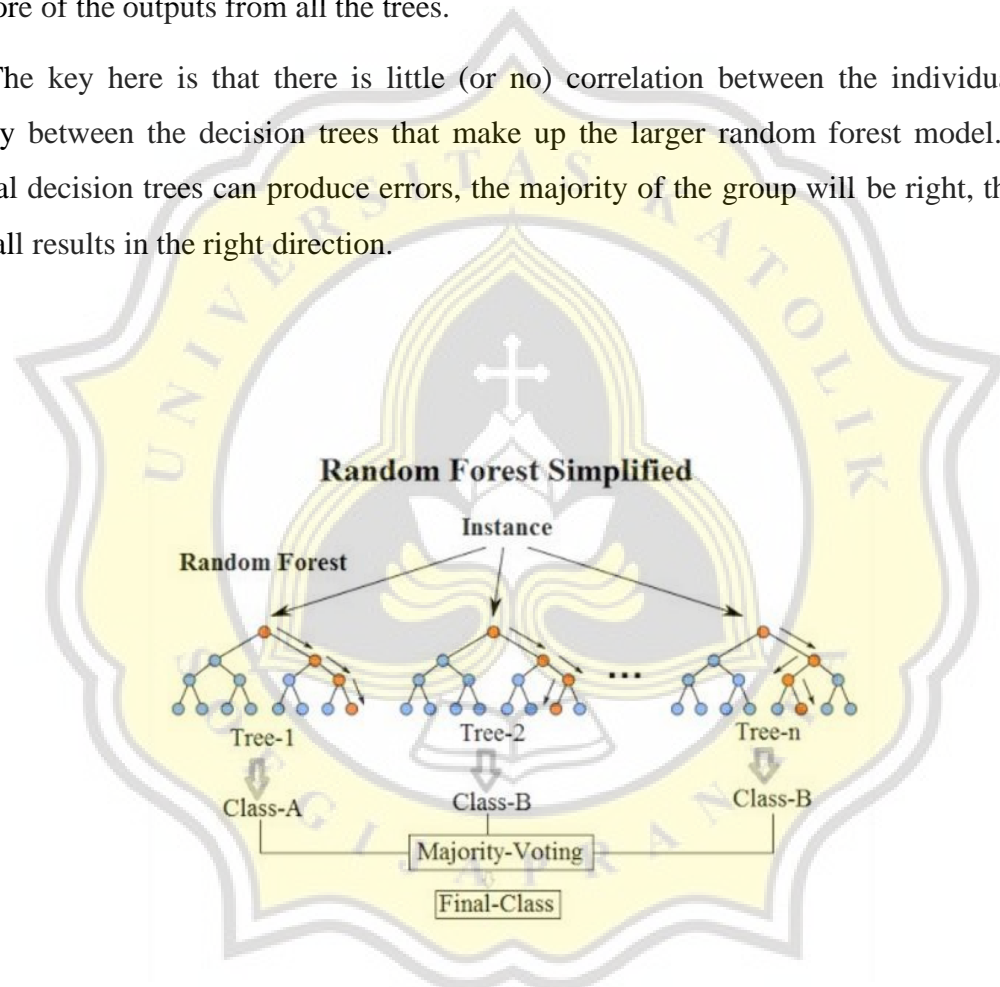 ore of the outputs from all the trees.
The key here is that there is little (or no) correlation between the individua
y between the decision trees that make up the larger random forest model.
al decision trees can produce errors, the majority of the group will be right, th
all results in the right direction.
UNIVERSITAS KATOLIK
Random Forest Simplified
Instance
Random Forest
...
Tree-1 Tree-2 Tree-n
Class-A Class-B Class-B
Majority-Voting
Final-Class
SOEGIJAPRANATA